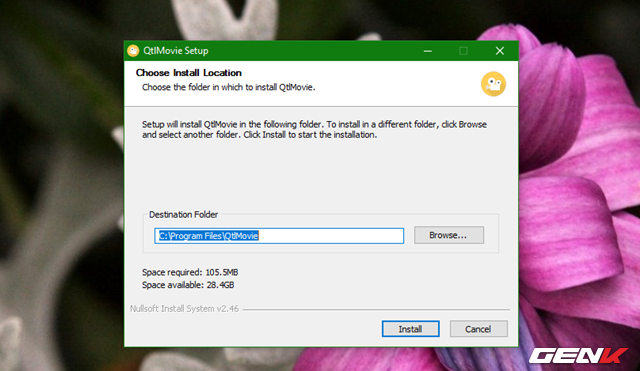 QtlMovie Setup
Choose Install Location
Choose the folder in which to install QtlMovie.
Setup will install QtlMovie in the following folder. To install in a different folder, click Browse
and select another folder. Click Install to start the installation.
Destination Folder
C:\Program Files\QtlMovie
Browse...
Space required: 105.5MB
Space available: 28.4GB
Nullsoft Install System v2.46
Install
Cancel
GENK